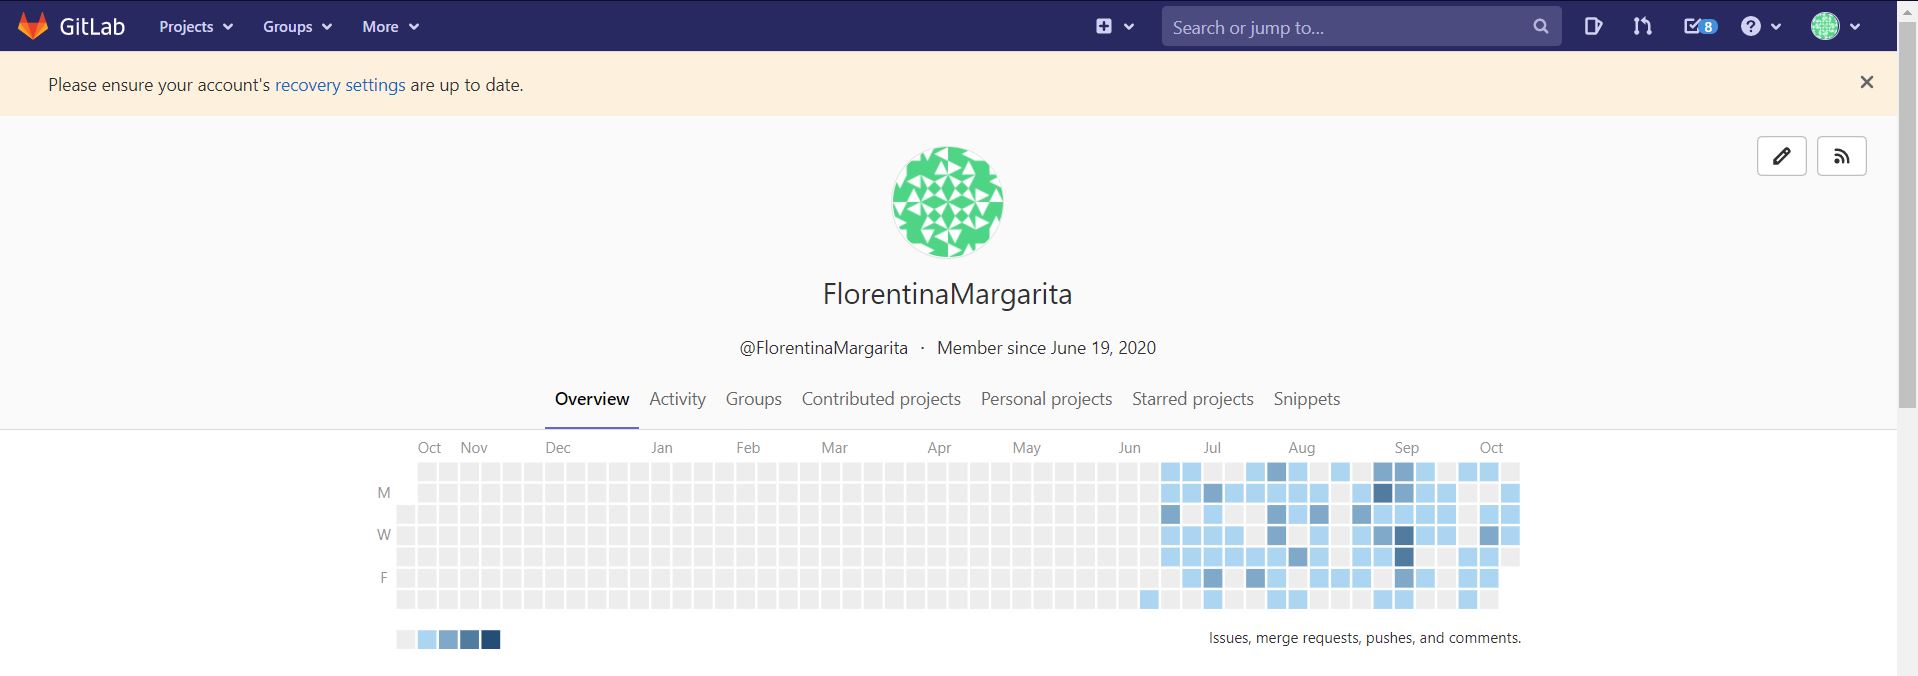 GitLab Projects Groups More Search or jump to... 8
Please ensure your account's recovery settings are up to date.
FlorentinaMargarita
@FlorentinaMargarita · Member since June 19, 2020
Overview Activity Groups Contributed projects Personal projects Starred projects Snippets
Oct Nov Dec Jan Feb Mar Apr May Jun Jul Aug Sep Oct
M
W
F
Issues, merge requests, pushes, and comments.